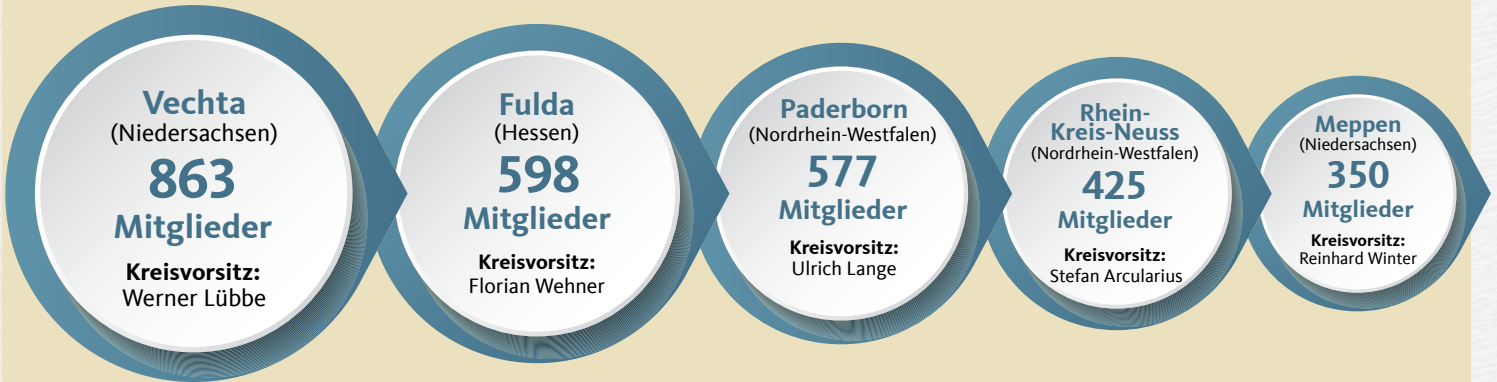 Vechta
(Niedersachsen)
863
Mitglieder
Kreisvorsitz:
Werner Lübbe
Fulda
(Hessen)
598
Mitglieder
Kreisvorsitz:
Florian Wehner
Paderborn
(Nordrhein-Westfalen)
577
Mitglieder
Kreisvorsitz:
Ulrich Lange
Rhein-
Kreis-Neuss
(Nordrhein-Westfalen)
425
Mitglieder
Kreisvorsitz:
Stefan Arcularius
Meppen
(Niedersachsen)
350
Mitglieder
Kreisvorsitz:
Reinhard Winter